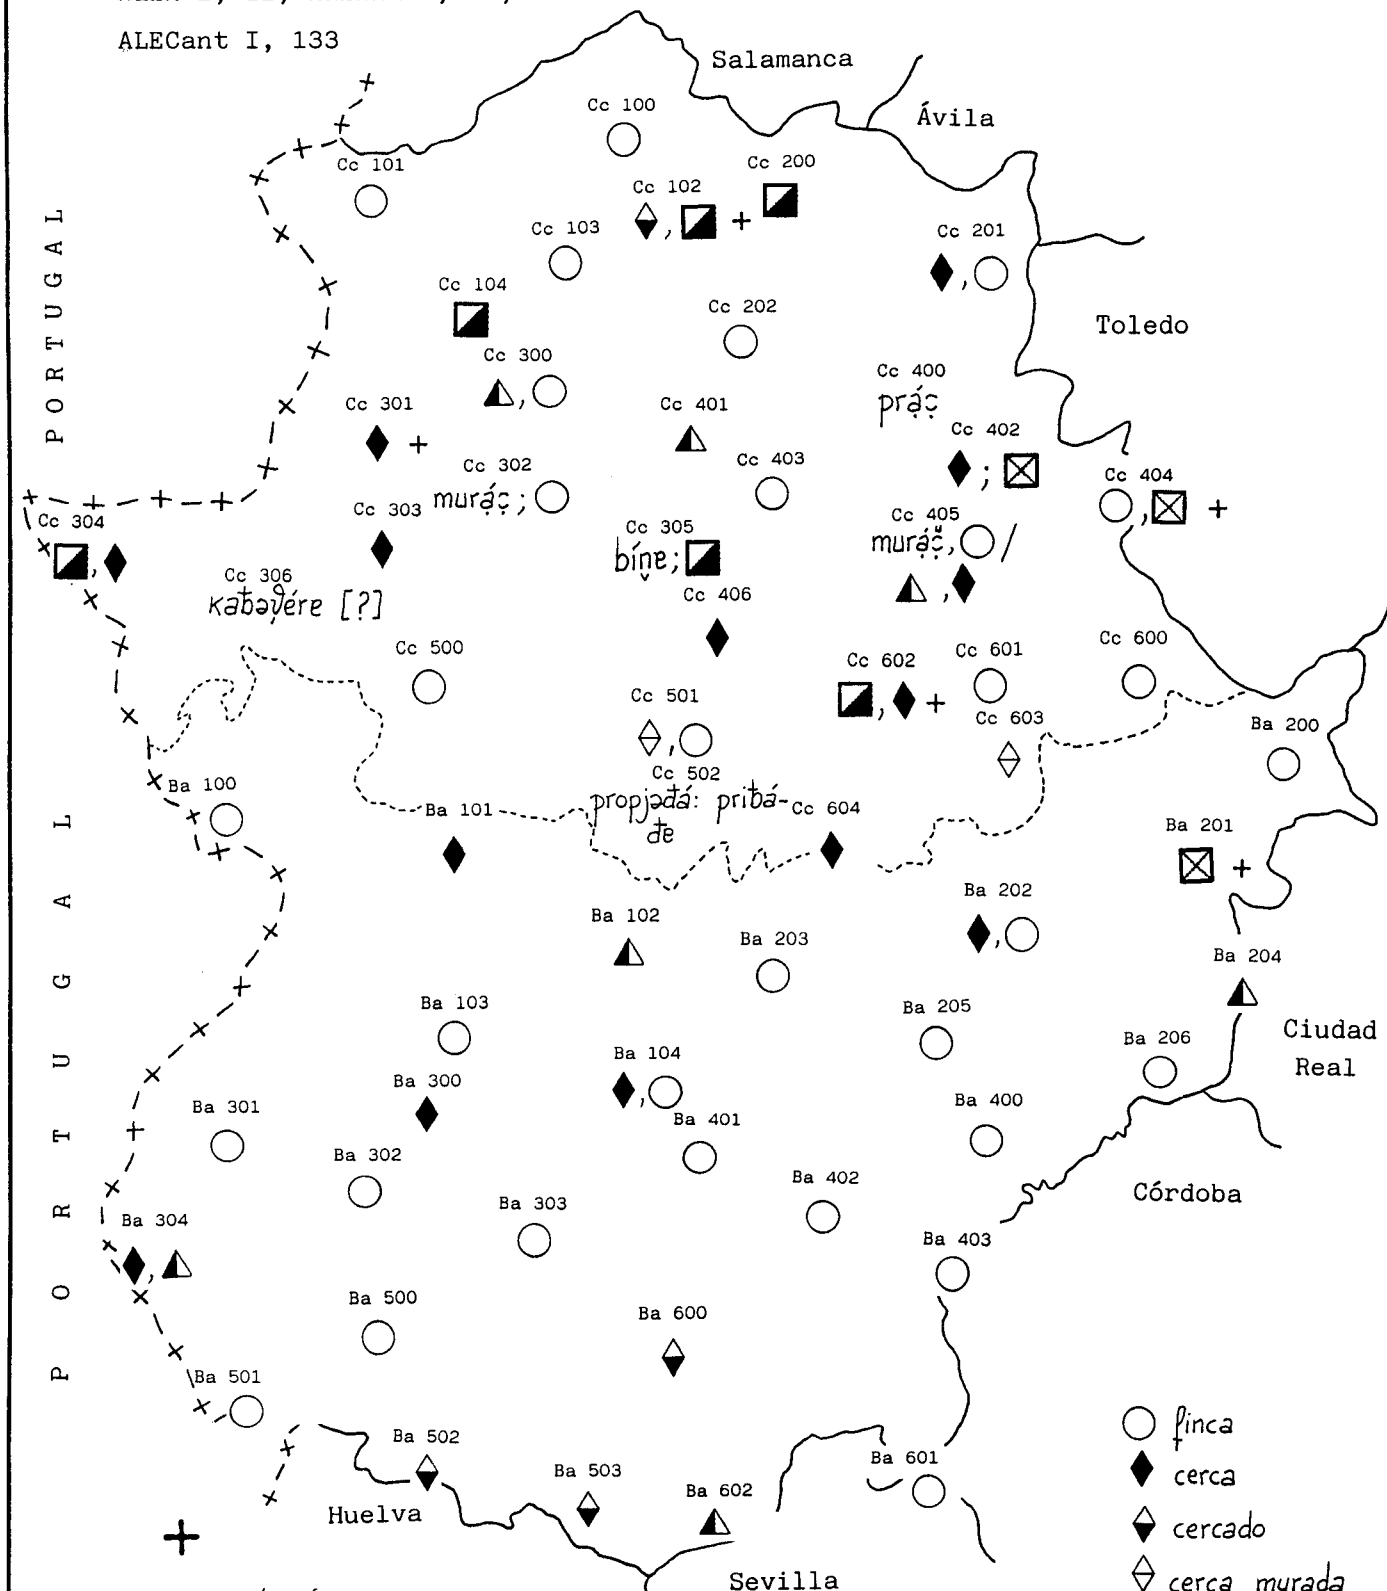 ALECant I, 133
Salamanca
Ávila
Cc 100
Cc 101
Cc 102
Cc 200
Cc 103
Cc 201
PORTUGAL
Cc 104
Cc 202
Toledo
Cc 300
Cc 400
Cc 301
Cc 401
Cc 402
Cc 302
Cc 403
Cc 404
Cc 303
Cc 304
Cc 305
Cc 405
Cc 306
[?]
Cc 406
Cc 500
Cc 602
Cc 601
Cc 600
Cc 501
Cc 603
Ba 200
Cc 502
Ba 100
Ba 101
Cc 604
Ba 201
Ba 202
Ba 102
Ba 203
Ba 204
Ba 103
Ba 205
Ciudad
Real
Ba 206
Ba 104
Ba 300
Ba 301
Ba 401
Ba 400
Ba 302
Ba 402
Córdoba
Ba 303
PORTUGAL
Ba 304
Ba 403
Ba 500
Ba 600
Ba 501
Ba 502
Ba 503
Ba 602
Ba 601
Huelva
Sevilla
finca
cerca
cercado
cerca murada